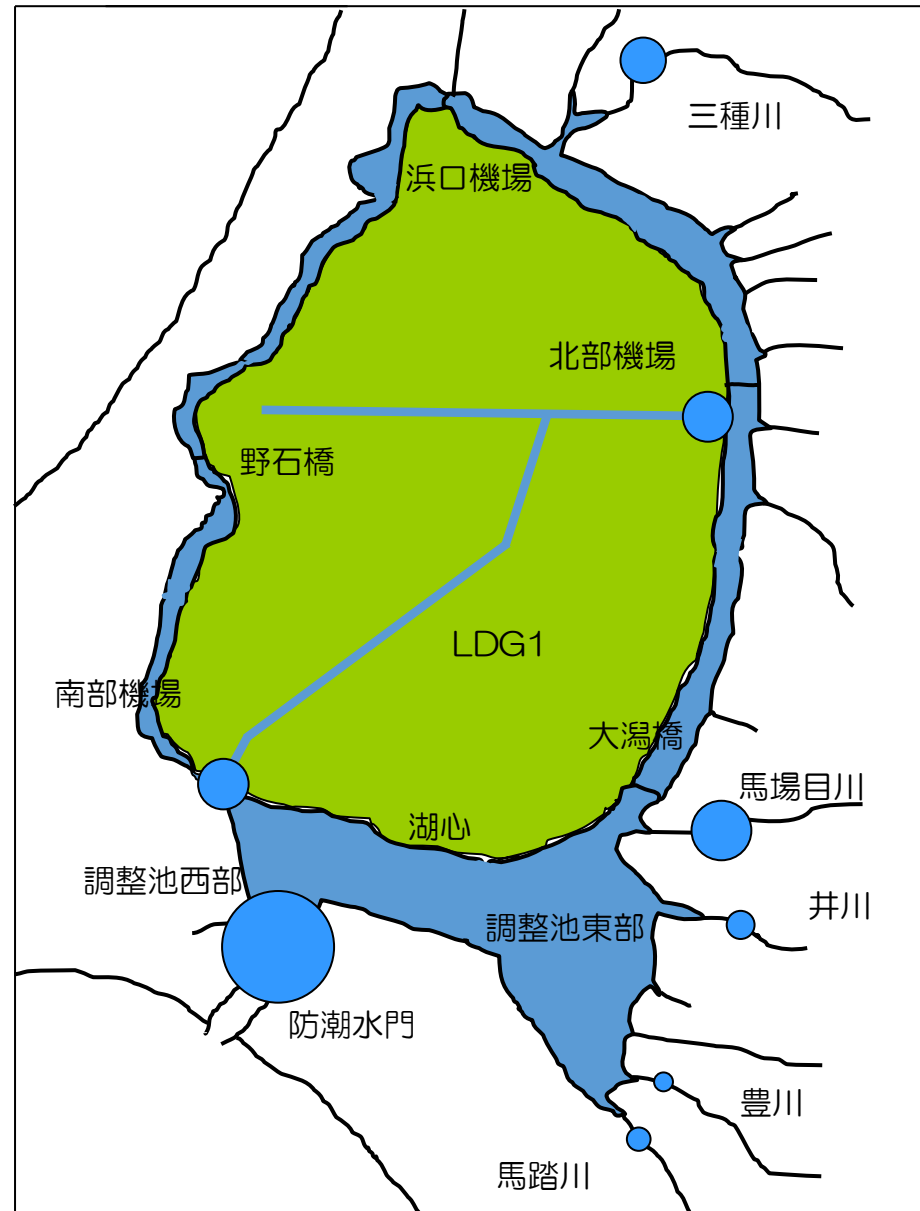 三種川
浜口機場
北部機場
野石橋
LDG1
南部機場
大潟橋
馬場目川
湖心
調整池西部
井川
調整池東部
防潮水門
豊川
馬踏川